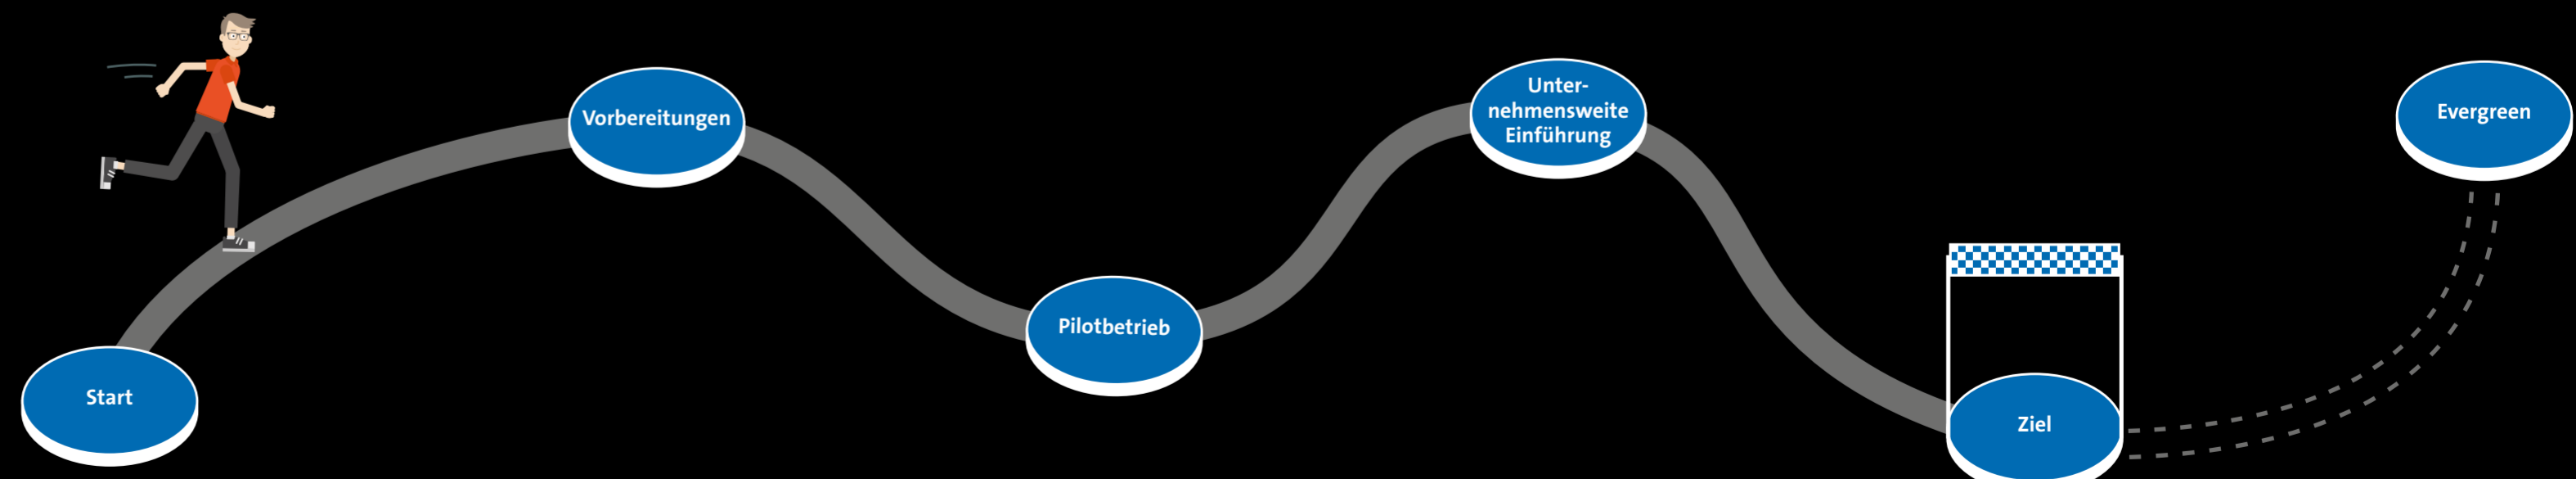 Start
Vorbereitungen
Pilotbetrieb
Unter-
nehmensweite
Einführung
Ziel
Evergreen